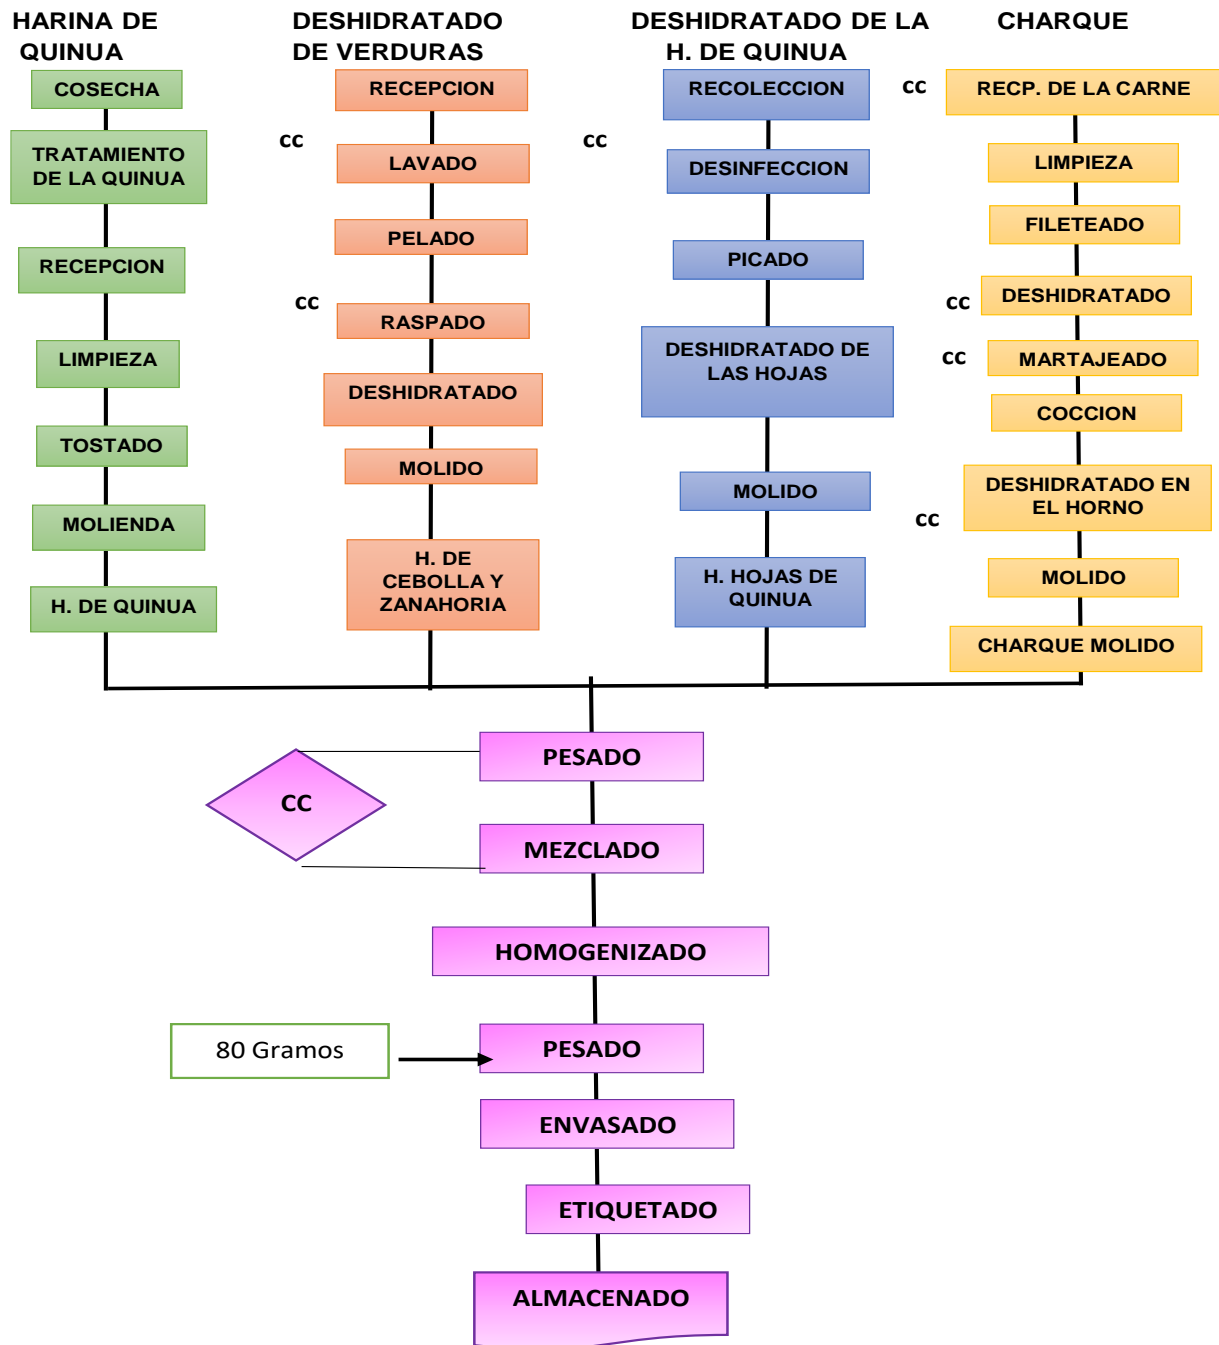 HARINA DE
QUINUA
COSECHA
TRATAMIENTO
DE LA QUINUA
RECEPCION
LIMPIEZA
TOSTADO
MOLIENDA
H. DE QUINUA
DESHIDRATADO
DE VERDURAS
RECEPCION
cc
LAVADO
PELADO
cc
RASPADO
DESHIDRATADO
MOLIDO
H. DE
CEBOLLA Y
ZANAHORIA
DESHIDRATADO DE LA
H. DE QUINUA
RECOLECCION
cc
DESINFECCION
PICADO
DESHIDRATADO DE
LAS HOJAS
MOLIDO
H. HOJAS DE
QUINUA
CHARQUE
cc
RECP. DE LA CARNE
LIMPIEZA
FILETEADO
cc
DESHIDRATADO
cc
MARTAJEADO
COCCION
DESHIDRATADO EN
EL HORNO
cc
MOLIDO
CHARQUE MOLIDO
PESADO
CC
MEZCLADO
HOMOGENIZADO
80 Gramos
PESADO
ENVASADO
ETIQUETADO
ALMACENADO